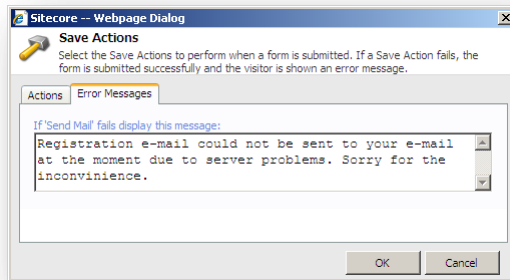 Sitecore -- Webpage Dialog
Save Actions
Select the Save Actions to perform when a form is submitted. If a Save Action fails, the
form is submitted successfully and the visitor is shown an error message.
Actions Error Messages
If 'Send Mail' fails display this message:
Registration e-mail could not be sent to your e-mail
at the moment due to server problems. Sorry for the
inconvinience.
OK Cancel